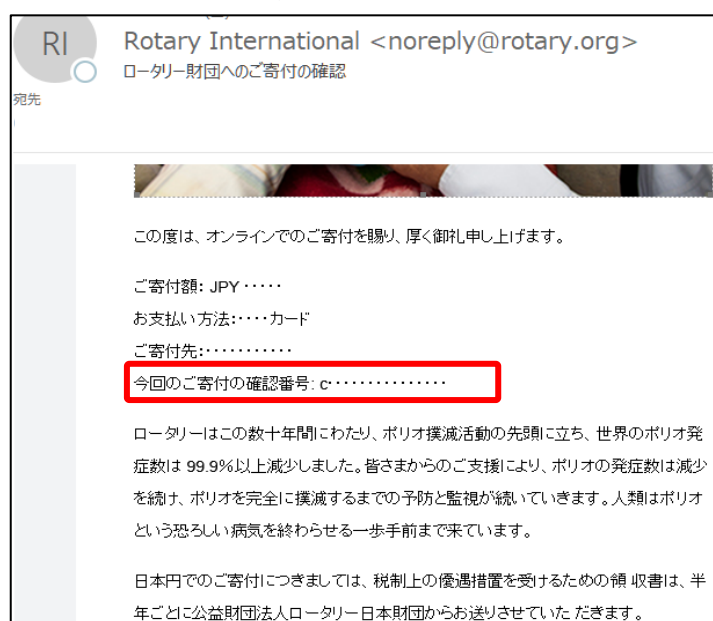 RI
Rotary International <noreply@rotary.org>
ロータリー財団へのご寄付の確認
宛先
この度は、オンラインでのご寄付を賜り、厚く御礼申し上げます。
ご寄付額: JPY ・・・・・
お支払い方法:・・・・カード
ご寄付先:・・・・・・・・・・・
今回のご寄付の確認番号: c・・・・・・・・・・・・・・・
ロータリーはこの数十年間にわたり、ポリオ撲滅活動の先頭に立ち、世界のポリオ発
症数は 99.9%以上減少しました。皆さまからのご支援により、ポリオの発症数は減少
を続け、ポリオを完全に撲滅するまでの予防と監視が続いていきます。人類はポリオ
という恐ろしい病気を終わらせる一歩手前まで来ています。
日本円でのご寄付につきましては、税制上の優遇措置を受けるための領 収書は、半
年ごとに公益財団法人ロータリー日本財団からお送りさせていた だきます。